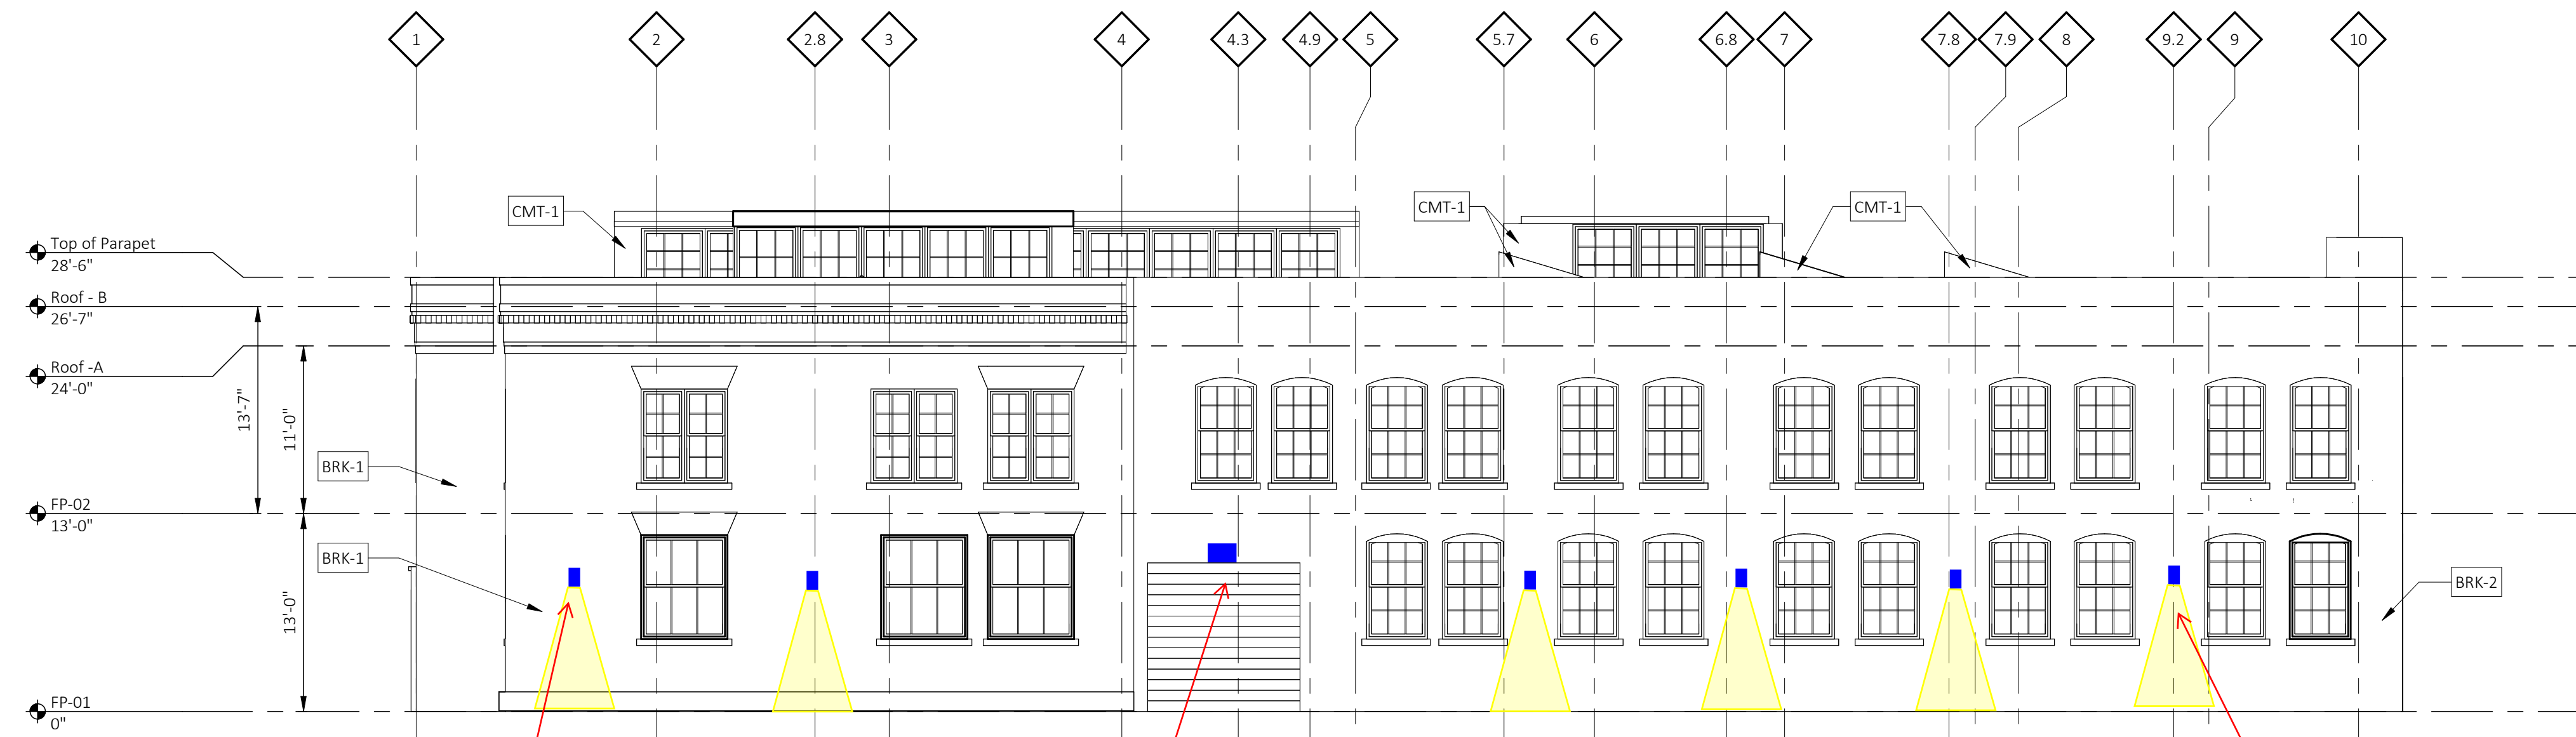 1
2
2.8
3
4
4.3
4.9
5
5.7
6
6.8
7
7.8
7.9
8
9.2
9
10
CMT-1
CMT-1
CMT-1
Top of Parapet
28'-6"
Roof - B
26'-7"
Roof -A
24'-0"
13'-7"
11'-0"
BRK-1
FP-02
13'-0"
BRK-1
BRK-2
13'-0"
FP-01
0"